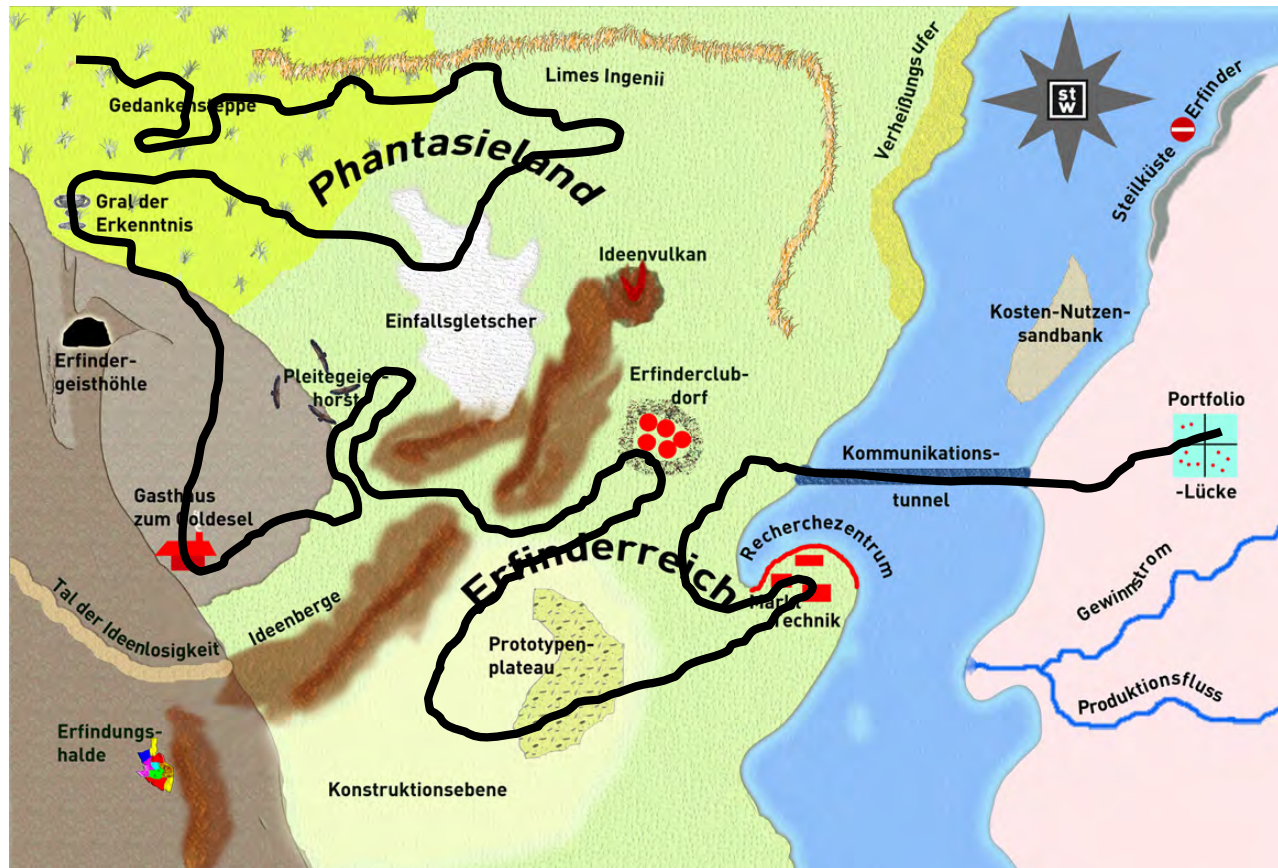 Limes Ingenii
Verheißungsufer
st
w
Erfinder
Steilküste
Gedankensteppe
Phantasieland
Gral der
Erkenntnis
Ideenvulkan
Einfallsgletscher
Kosten-Nutzen-
sandbank
Erfinder-
geisthöhle
Pleitegeier-
horst
Erfinderclub-
dorf
Portfolio
-Lücke
Kommunikations-
tunnel
Gasthaus
zum Goldesel
Erfinderreich
Recherchezentrum
Markt
Technik
Tal der Ideenlosigkeit
Ideenberge
Prototypen-
plateau
Gewinnstrom
Produktionsfluss
Erfindungs-
halde
Konstruktionsebene